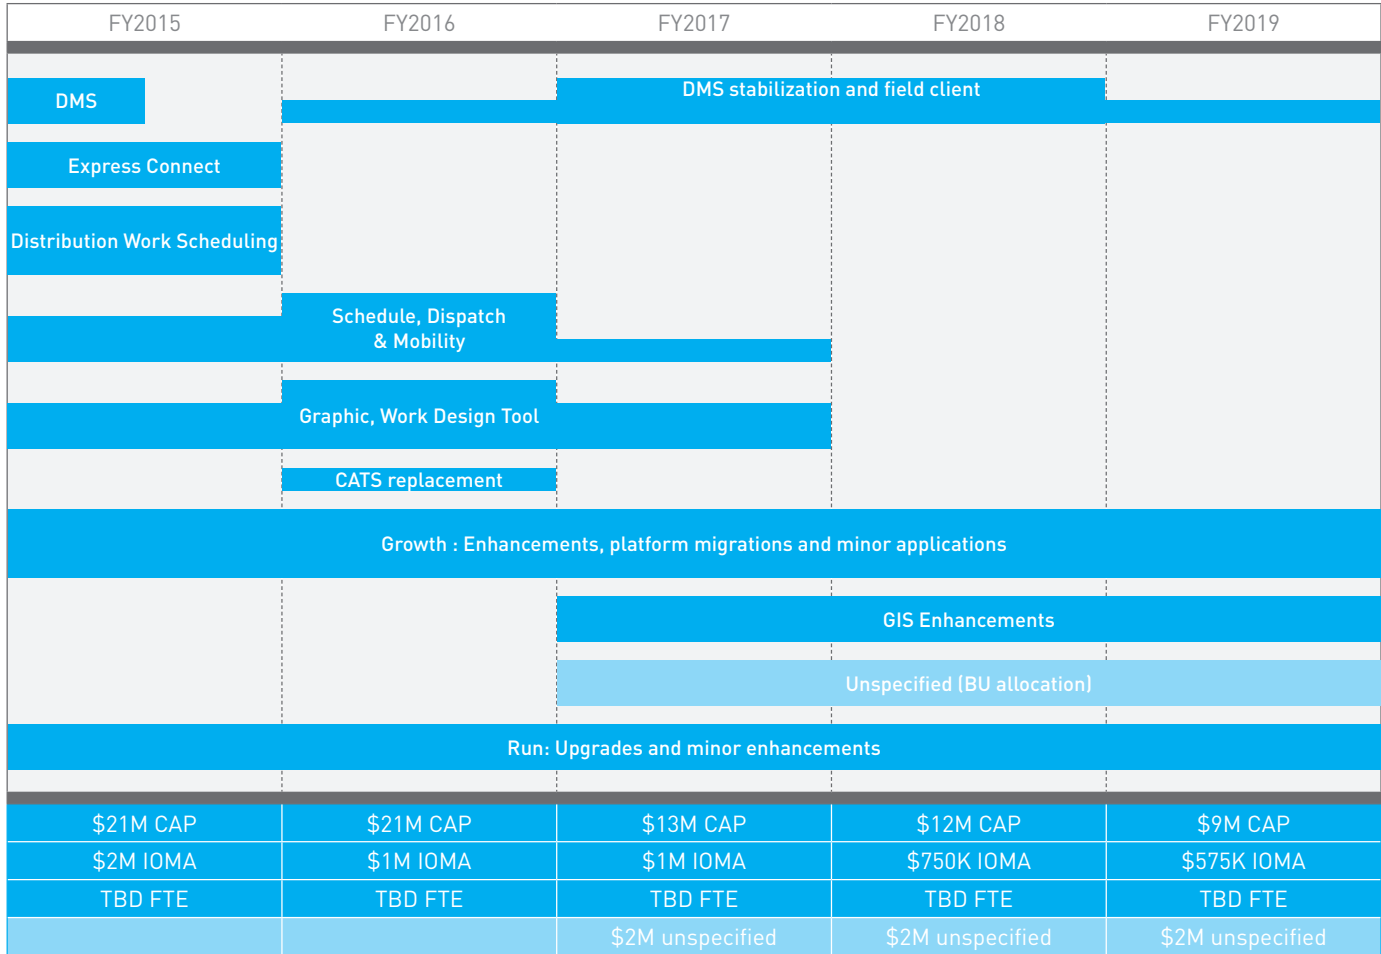 FY2015 FY2016 FY2017 FY2018 FY2019
DMS
DMS stabilization and field client
Express Connect
Distribution Work Scheduling
Schedule, Dispatch
& Mobility
Graphic, Work Design Tool
CATS replacement
Growth : Enhancements, platform migrations and minor applications
GIS Enhancements
Unspecified (BU allocation)
Run: Upgrades and minor enhancements
$21M CAP $21M CAP $13M CAP $12M CAP $9M CAP
$2M IOMA $1M IOMA $1M IOMA $750K IOMA $575K IOMA
TBD FTE TBD FTE TBD FTE TBD FTE TBD FTE
$2M unspecified $2M unspecified $2M unspecified